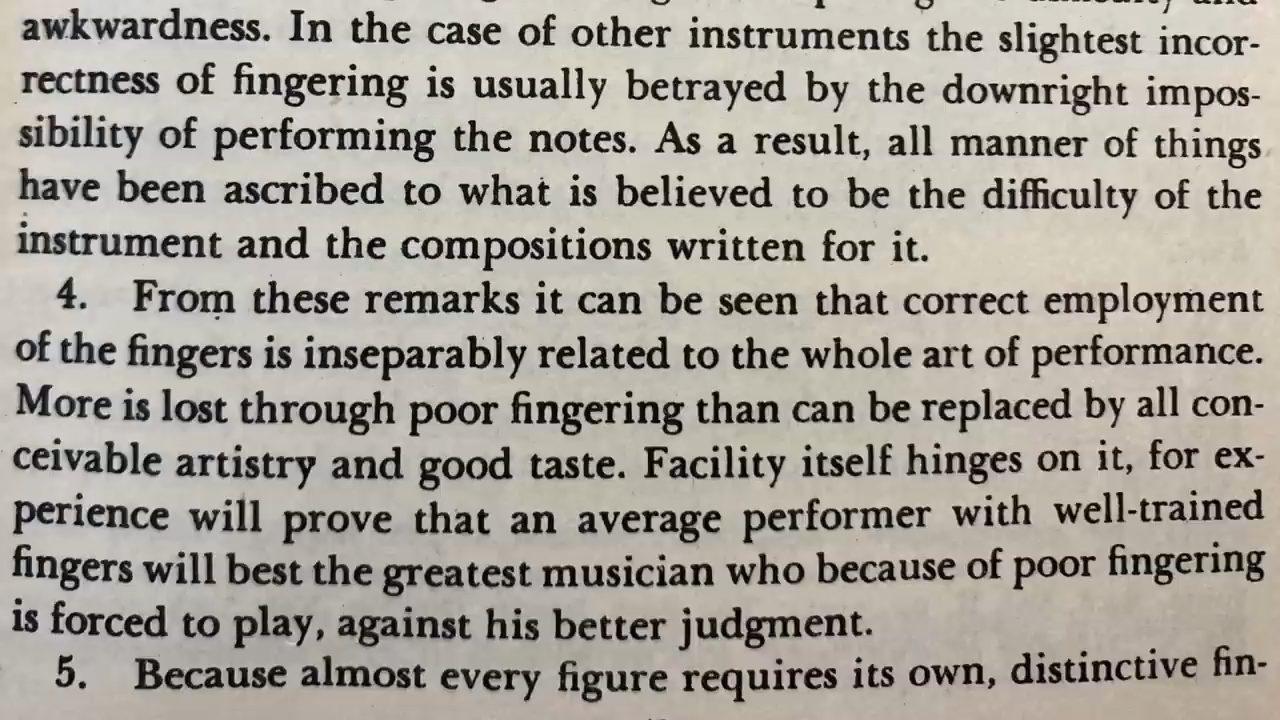 awkwardness. In the case of other instruments the slightest incor-
rectness of fingering is usually betrayed by the downright impos-
sibility of performing the notes. As a result, all manner of things
have been ascribed to what is believed to be the difficulty of the
instrument and the compositions written for it.
4. From these remarks it can be seen that correct employment
of the fingers is inseparably related to the whole art of performance.
More is lost through poor fingering than can be replaced by all con-
ceivable artistry and good taste. Facility itself hinges on it, for ex-
perience will prove that an average performer with well-trained
fingers will best the greatest musician who because of poor fingering
is forced to play, against his better judgment.
5. Because almost every figure requires its own, distinctive fin-